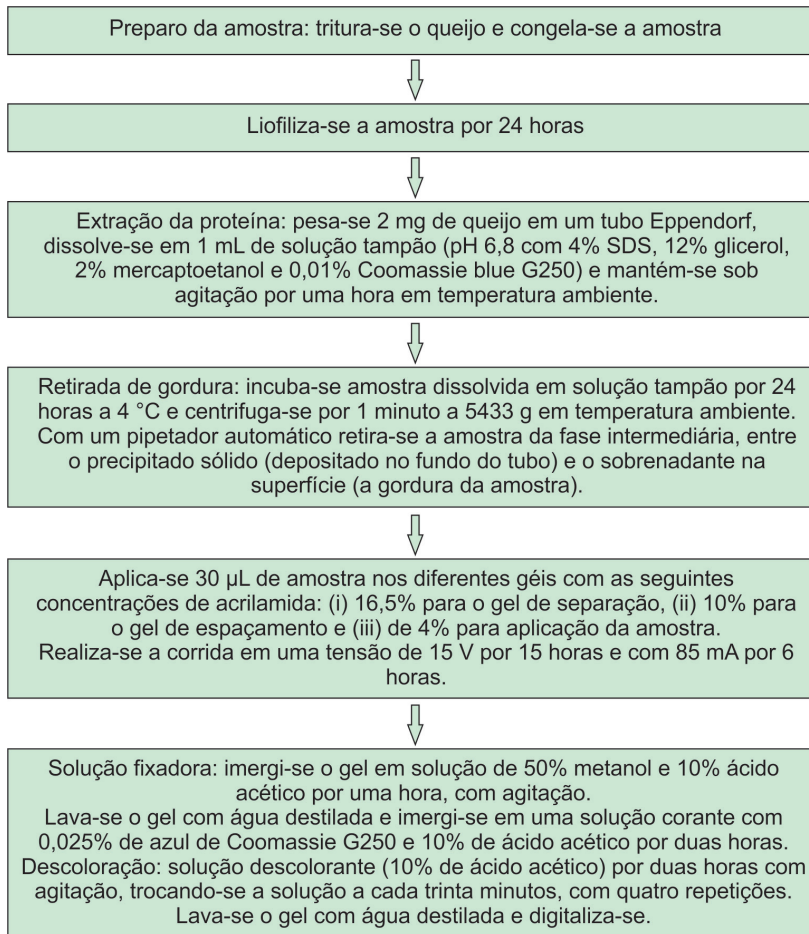 Preparo da amostra: tritura-se o queijo e congela-se a amostra
Liofiliza-se a amostra por 24 horas
Extração da proteína: pesa-se 2 mg de queijo em um tubo Eppendorf,
dissolve-se em 1 mL de solução tampão (pH 6,8 com 4% SDS, 12% glicerol,
2% mercaptoetanol e 0,01% Coomassie blue G250) e mantém-se sob
agitação por uma hora em temperatura ambiente.
Retirada de gordura: incuba-se amostra dissolvida em solução tampão por 24
horas a 4 °C e centrifuga-se por 1 minuto a 5433 g em temperatura ambiente.
Com um pipetador automático retira-se a amostra da fase intermediária, entre
o precipitado sólido (depositado no fundo do tubo) e o sobrenadante na
superfície (a gordura da amostra).
Aplica-se 30 µL de amostra nos diferentes géis com as seguintes
concentrações de acrilamida: (i) 16,5% para o gel de separação, (ii) 10% para
o gel de espaçamento e (iii) de 4% para aplicação da amostra.
Realiza-se a corrida em uma tensão de 15 V por 15 horas e com 85 mA por 6
horas.
Solução fixadora: imergi-se o gel em solução de 50% metanol e 10% ácido
acético por uma hora, com agitação.
Lava-se o gel com água destilada e imergi-se em uma solução corante com
0,025% de azul de Coomassie G250 e 10% de ácido acético por duas horas.
Descoloração: solução descolorante (10% de ácido acético) por duas horas com
agitação, trocando-se a solução a cada trinta minutos, com quatro repetições.
Lava-se o gel com água destilada e digitaliza-se.